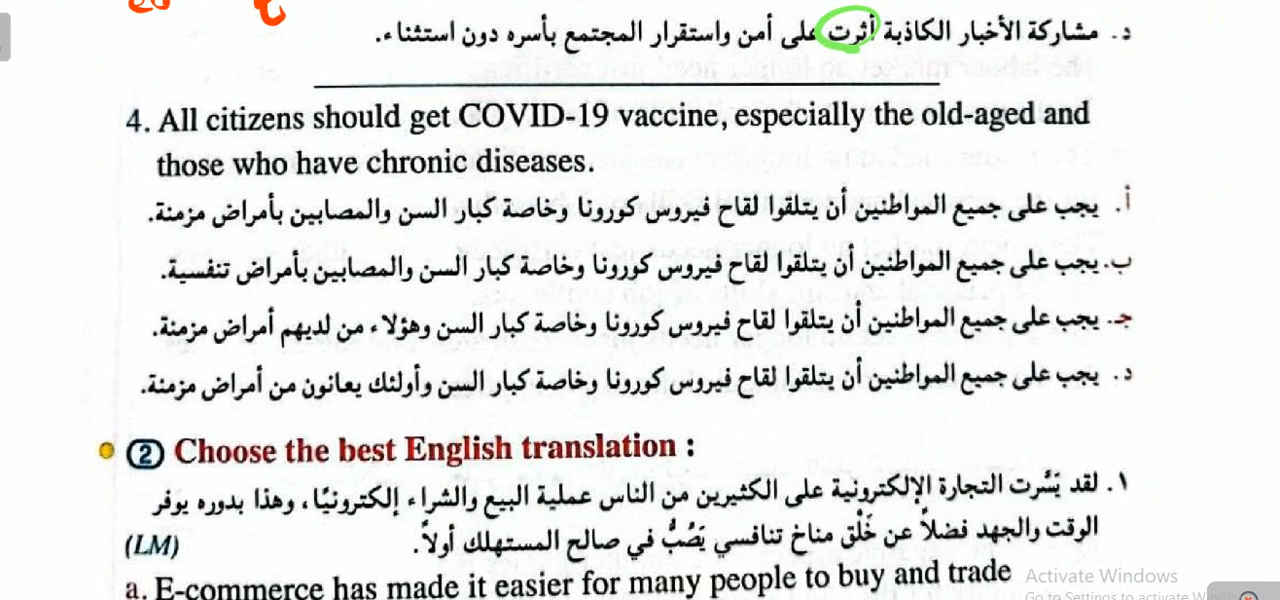 د. مشاركة الأخبار الكاذبة أثرت على أمن واستقرار المجتمع بأسره دون استثناء.
4. All citizens should get COVID-19 vaccine, especially the old-aged and
those who have chronic diseases.
أ. يجب على جميع المواطنين أن يتلقوا لقاح فيروس كورونا وخاصة كبار السن والمصابين بأمراض مزمنة.
ب. يجب على جميع المواطنين أن يتلقوا لقاح فيروس كورونا وخاصة كبار السن والمصابين بأمراض تنفسية.
جـ. يجب على جميع المواطنين أن يتلقوا لقاح فيروس كورونا وخاصة كبار السن وهؤلاء من لديهم أمراض مزمنة.
د. يجب على جميع المواطنين أن يتلقوا لقاح فيروس كورونا وخاصة كبار السن وأولئك يعانون من أمراض مزمنة.
2 Choose the best English translation :
١. لقد يَسَّرت التجارة الإلكترونية على الكثيرين من الناس عملية البيع والشراء إلكترونيًا، وهذا بدوره يوفر
الوقت والجهد فضلاً عن خَلْق مناخ تنافسي يَصُبُّ في صالح المستهلك أولاً.
(LM)
a. E-commerce has made it easier for many people to buy and trade
Activate Windows
Go to Settings to activate